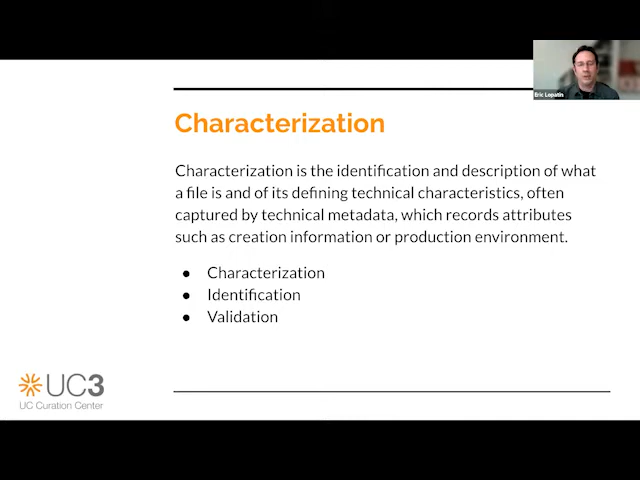 Eric Lopatin
Characterization
Characterization is the identification and description of what
a file is and of its defining technical characteristics, often
captured by technical metadata, which records attributes
such as creation information or production environment.
● Characterization
● Identification
● Validation
UC3
UC Curation Center